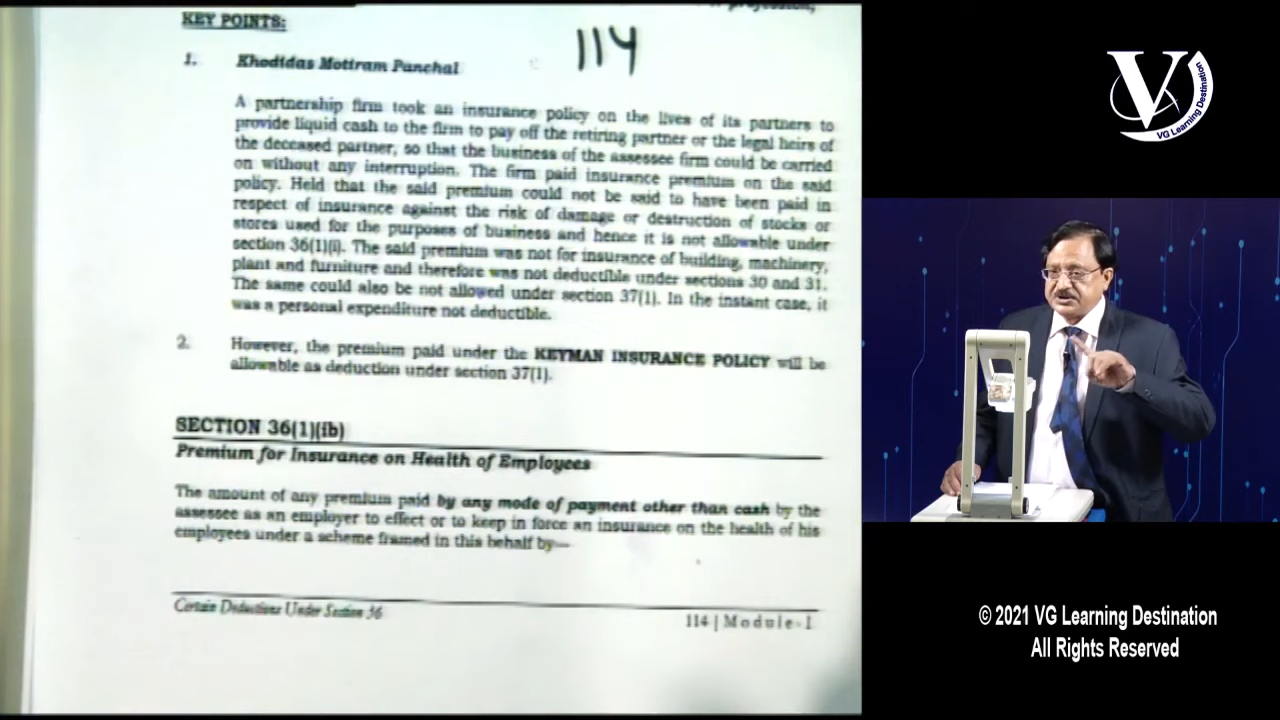 profession,
KEY POINTS:
114
1. Khodidas Motiram Panchal
A partnership firm took an insurance policy on the lives of its partners to
provide liquid cash to the firm to pay off the retiring partner or the legal heirs of
the deceased partner, so that the business of the assessee firm could be carried
on without any interruption. The firm paid insurance premium on the said
policy. Held that the said premium could not be said to have been paid in
respect of insurance against the risk of damage or destruction of stocks or
stores used for the purposes of business and hence it is not allowable under
section 36(1)(i). The said premium was not for insurance of building, machinery,
plant and furniture and therefore was not deductible under sections 30 and 31.
The same could also be not allowed under section 37(1). In the instant case, it
was a personal expenditure not deductible.
2. However, the premium paid under the KEYMAN INSURANCE POLICY will be
allowable as deduction under section 37(1).
SECTION 36(1)(ib)
Premium for Insurance on Health of Employees
The amount of any premium paid by any mode of payment other than cash by the
assessee as an employer to effect or to keep in force an insurance on the health of his
employees under a scheme framed in this behalf by—
Certain Deductions Under Section 36
114 | Module-1
V
VG Learning Destination
© 2021 VG Learning Destination
All Rights Reserved